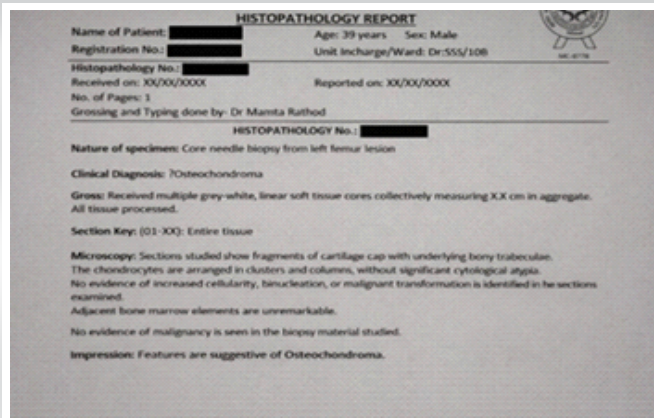 HISTOPATHOLOGY REPORT
Name of Patient:
Age: 39 years Sex: Male
Registration No.:
Unit Incharge/Ward: Dr:SSS/10B
Histopathology No.:
Received on: XX/XX/XXXX Reported on: XX/XX/XXXX
No. of Pages: 1
Grossing and Typing done by- Dr Mamta Rathod
HISTOPATHOLOGY No.:
Nature of specimen: Core needle biopsy from left femur lesion
Clinical Diagnosis: ?Osteochondroma
Gross: Received multiple grey-white, linear soft tissue cores collectively measuring X.X cm in aggregate.
All tissue processed.
Section Key: (01-XX): Entire tissue
Microscopy: Sections studied show fragments of cartilage cap with underlying bony trabeculae.
The chondrocytes are arranged in clusters and columns, without significant cytological atypia.
No evidence of increased cellularity, binucleation, or malignant transformation is identified in he sections
examined.
Adjacent bone marrow elements are unremarkable.
No evidence of malignancy is seen in the biopsy material studied.
Impression: Features are suggestive of Osteochondroma.